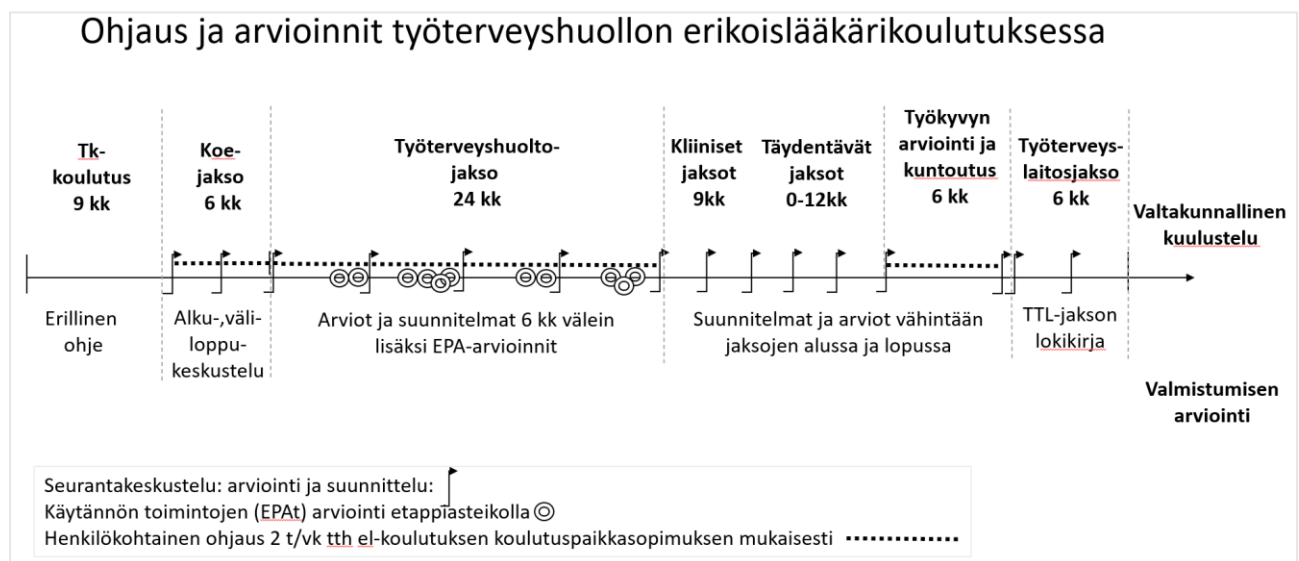 Ohjaus ja arvioinnit työterveyshuollon erikoislääkärikoulutuksessa
Tk-
koulutus
9 kk
Koe-
jakso
6 kk
Työterveyshuolto-
jakso
24 kk
Kliiniset
jaksot
9kk
Täydentävät
jaksot
0-12kk
Työkyvyn
arviointi ja
kuntoutus
6 kk
Työterveys-
laitosjakso
6 kk
Valtakunnallinen
kuulustelu
Erillinen
ohje
Alku-,väli-
loppu-
keskustelu
Arviot ja suunnitelmat 6 kk välein
lisäksi EPA-arvioinnit
Suunnitelmat ja arviot vähintään
jaksojen alussa ja lopussa
TTL-jakson
lokikirja
Valmistumisen
arviointi
Seurantakeskustelu: arviointi ja suunnittelu:
Käytännön toimintojen (EPAt) arviointi etappiasteikolla
Henkilökohtainen ohjaus 2 t/vk tth el-koulutuksen koulutuspaikkasopimuksen mukaisesti